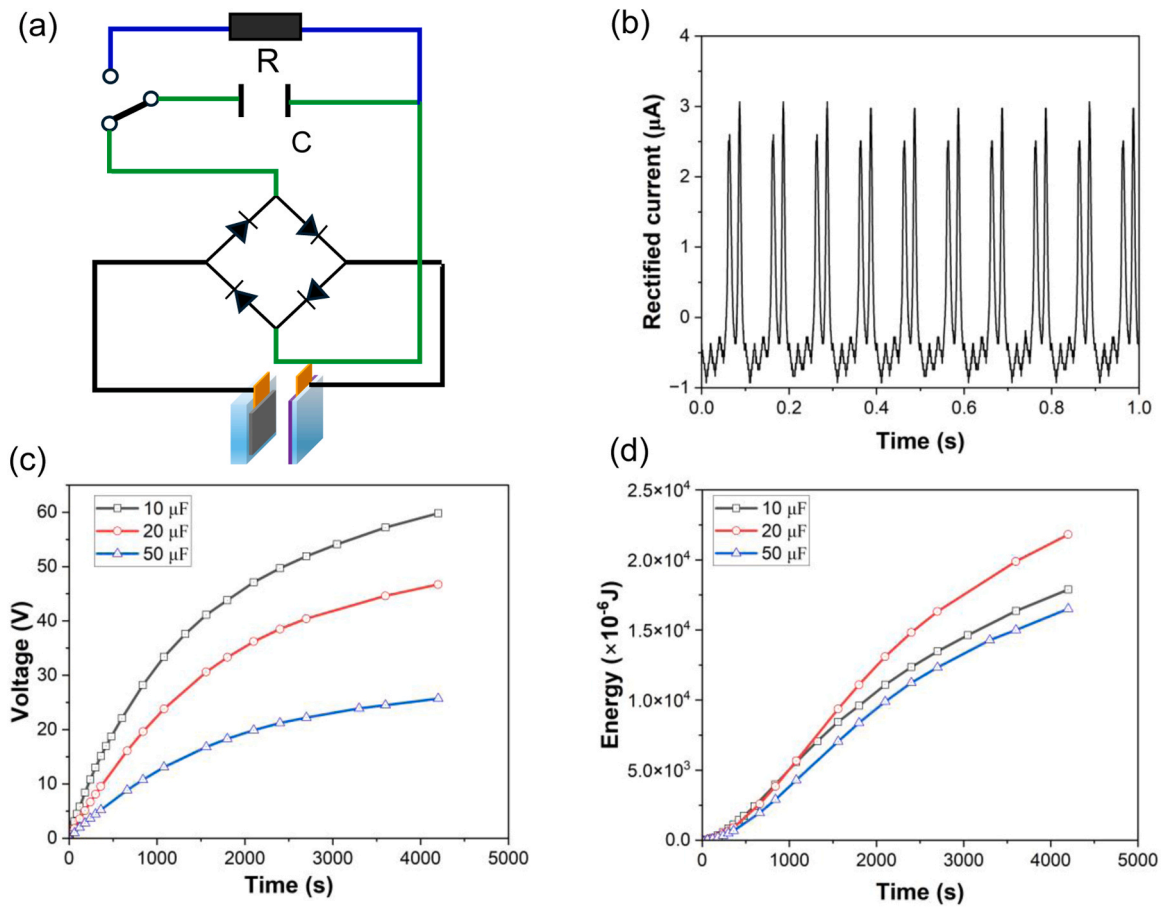 (a)
R
C
(b)
Rectified current (μA)
4
3
2
1
0
−1
0.0 0.2 0.4 0.6 0.8 1.0
Time (s)
(c)
Voltage (V)
60
50
40
30
20
10
0
10 μF
20 μF
50 μF
0 1000 2000 3000 4000 5000
Time (s)
(d)
Energy (×10⁻⁶J)
2.5×10⁴
2.0×10⁴
1.5×10⁴
1.0×10⁴
5.0×10³
0.0
10 μF
20 μF
50 μF
0 1000 2000 3000 4000 5000
Time (s)